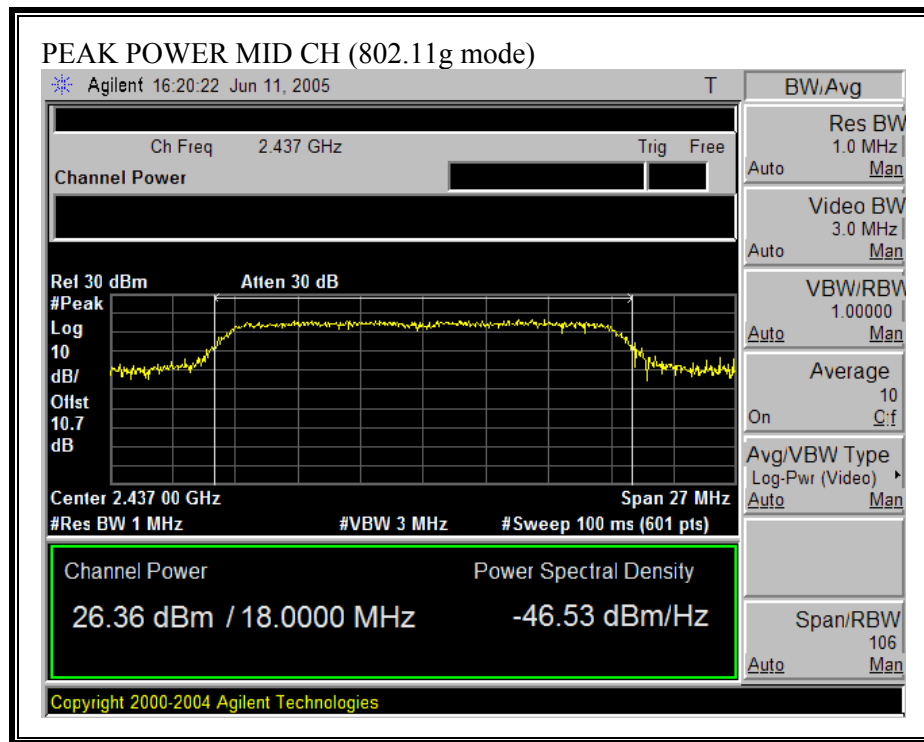 PEAK POWER MID CH (802.11g mode)
Agilent 16:20:22 Jun 11, 2005 T
BW/Avg
Ch Freq 2.437 GHz Trig Free
Channel Power
Res BW
1.0 MHz
Auto Man
Video BW
3.0 MHz
Auto Man
VBW/RBW
1.00000
Auto Man
Average
10
On Off
Avg/VBW Type
Log-Pwr (Video)
Auto Man
Span/RBW
106
Auto Man
Ref 30 dBm Atten 30 dB
#Peak
Log
10
dB/
Offst
10.7
dB
Center 2.437 00 GHz Span 27 MHz
#Res BW 1 MHz #VBW 3 MHz #Sweep 100 ms (601 pts)
Channel Power Power Spectral Density
26.36 dBm / 18.0000 MHz -46.53 dBm/Hz
Copyright 2000-2004 Agilent Technologies